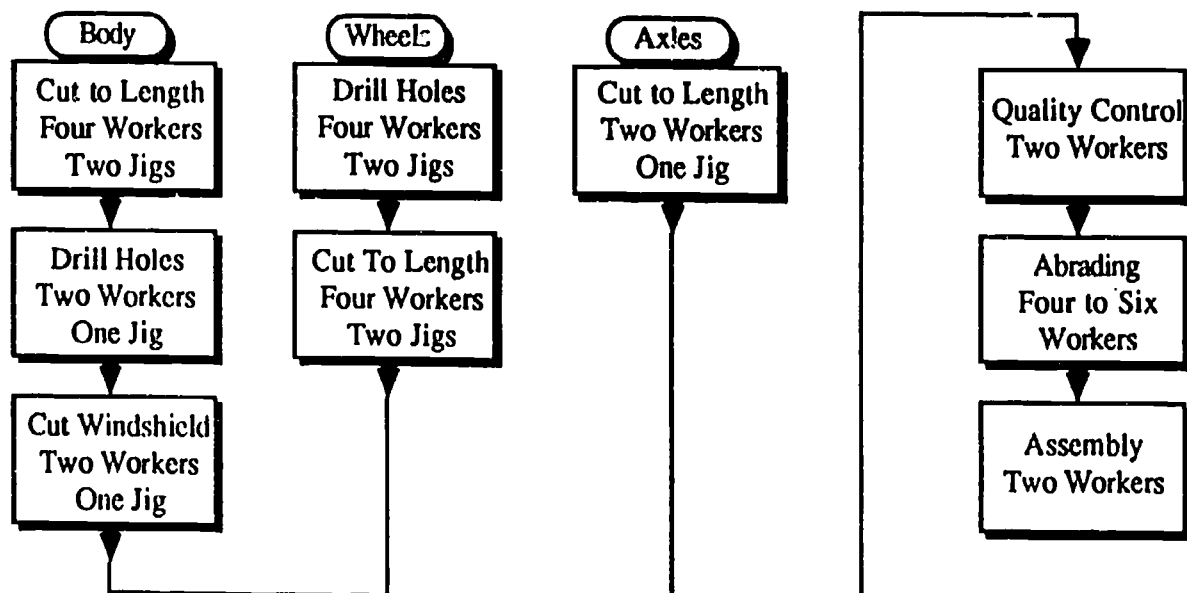 Body
Cut to Length
Four Workers
Two Jigs
Drill Holes
Two Workers
One Jig
Cut Windshield
Two Workers
One Jig
Wheels
Drill Holes
Four Workers
Two Jigs
Cut To Length
Four Workers
Two Jigs
Axles
Cut to Length
Two Workers
One Jig
Quality Control
Two Workers
Abrading
Four to Six
Workers
Assembly
Two Workers